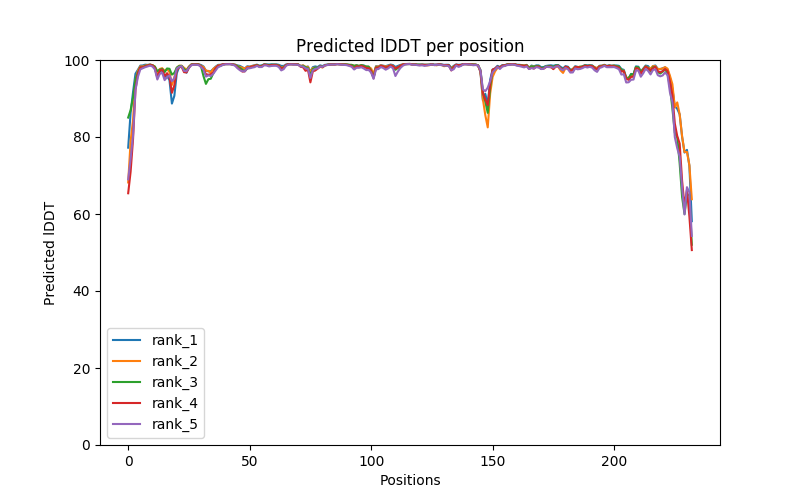 Predicted lDDT per position
100
80
60
40
20
0
Predicted lDDT
rank_1
rank_2
rank_3
rank_4
rank_5
0 50 100 150 200
Positions